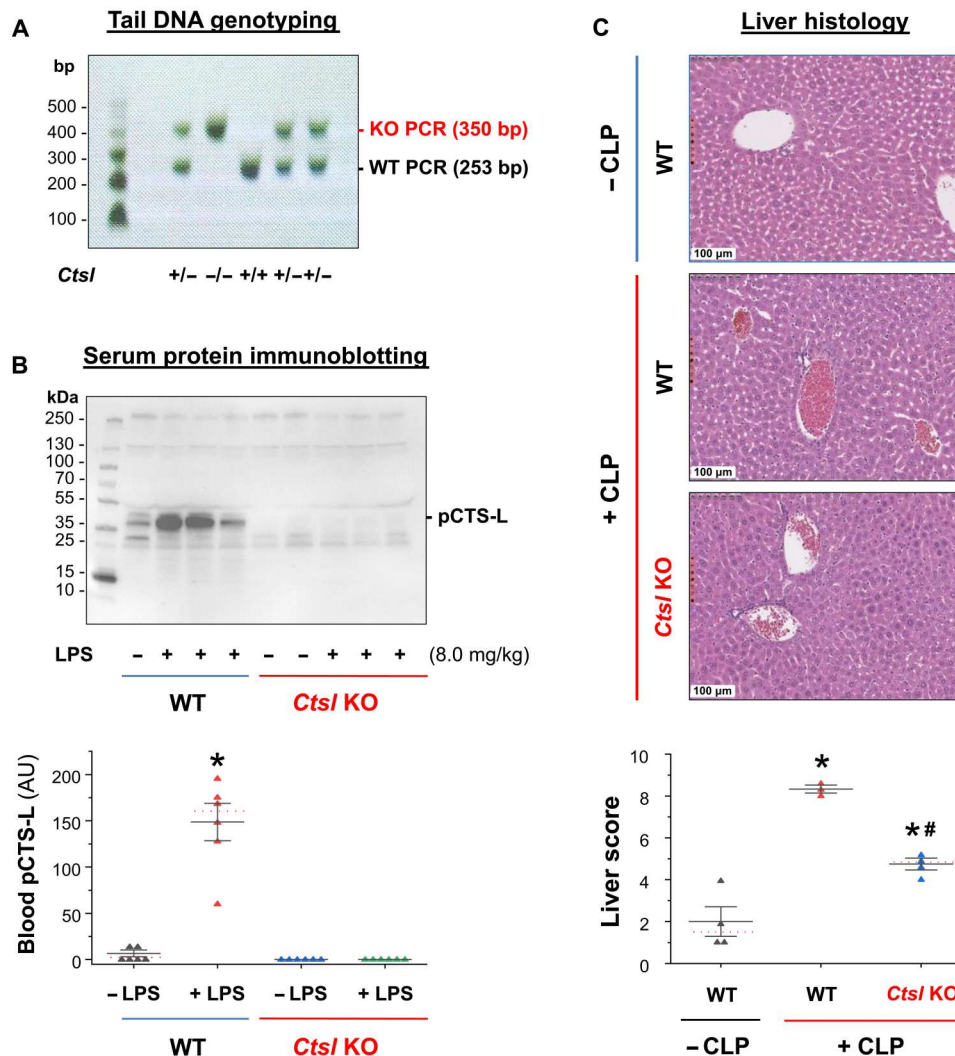 A
Tail DNA genotyping
bp
500
400
300
200
100
KO PCR (350 bp)
WT PCR (253 bp)
Ctsl +/− −/− +/+ +/− +/−
B
Serum protein immunoblotting
kDa
250
130
100
70
55
35
25
15
10
pCTS-L
LPS − + + + − − + + + (8.0 mg/kg)
WT Ctsl KO
Blood pCTS-L (AU)
200
150
100
50
0
*
− LPS + LPS − LPS + LPS
WT Ctsl KO
C
Liver histology
− CLP
WT
100 µm
+ CLP
WT
100 µm
Ctsl KO
100 µm
Liver score
10
8
6
4
2
0
*
* #
WT WT Ctsl KO
− CLP + CLP